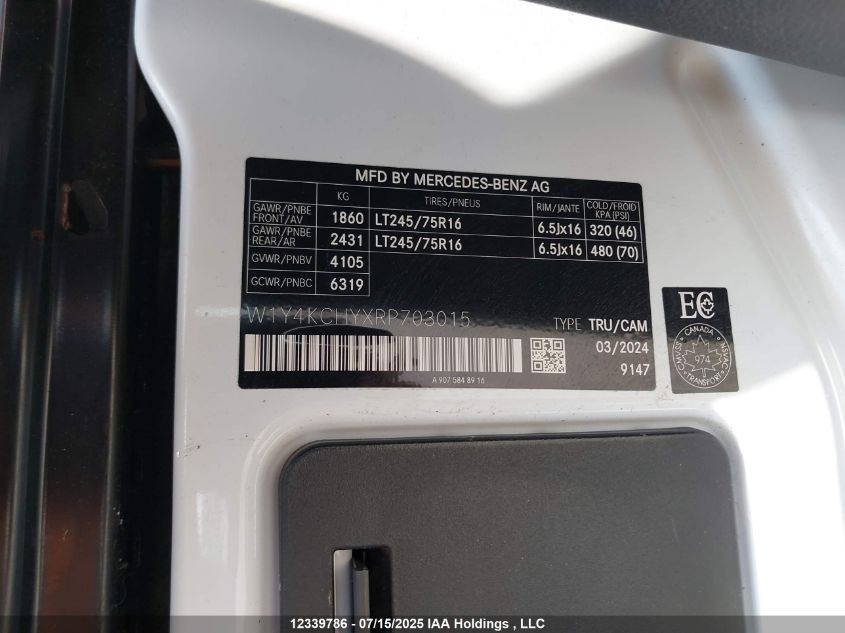 MFD BY MERCEDES-BENZ AG
KG TIRES/PNEUS RIM/JANTE COLD/FROID KPA (PSI)
GAWR/PNBE FRONT/AV 1860 LT245/75R16 6.5Jx16 320 (46)
GAWR/PNBE REAR/AR 2431 LT245/75R16 6.5Jx16 480 (70)
GVWR/PNBV 4105
GCWR/PNBC 6319
W1Y4KCHYXRP703015
TYPE TRU/CAM
03/2024
9147
A 907 584 89 16
EC
CANADA
CMVSS
974
NSVAC
TRANSPORT
12339786 - 07/15/2025 IAA Holdings , LLC